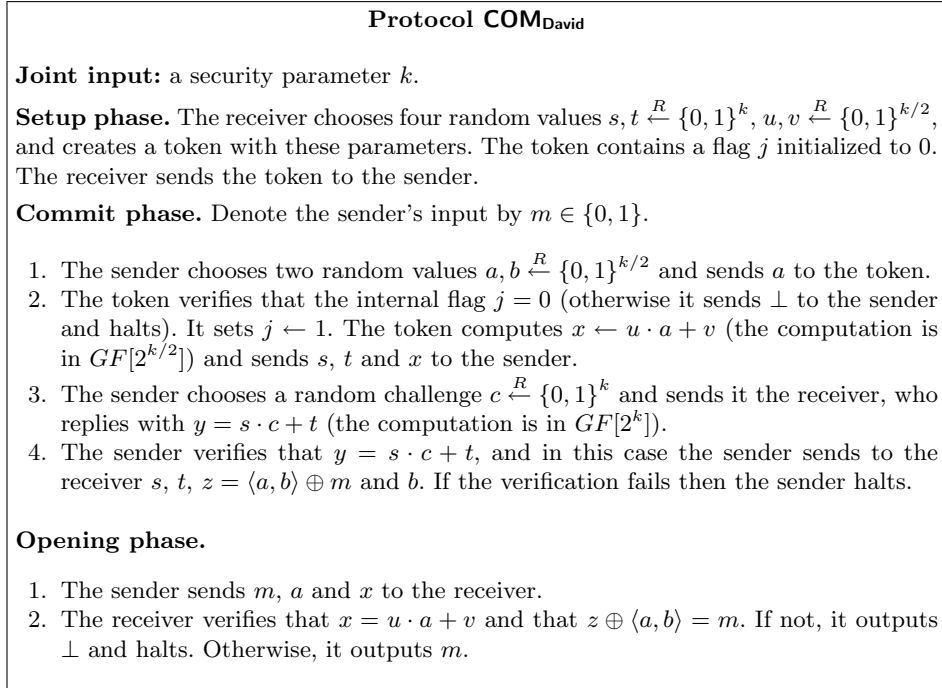 Protocol COM_David
Joint input: a security parameter k.
Setup phase. The receiver chooses four random values s, t ←^R {0, 1}^k, u, v ←^R {0, 1}^{k/2},
and creates a token with these parameters. The token contains a flag j initialized to 0.
The receiver sends the token to the sender.
Commit phase. Denote the sender's input by m ∈ {0, 1}.
1. The sender chooses two random values a, b ←^R {0, 1}^{k/2} and sends a to the token.
2. The token verifies that the internal flag j = 0 (otherwise it sends ⊥ to the sender
and halts). It sets j ← 1. The token computes x ← u · a + v (the computation is
in GF[2^{k/2}]) and sends s, t and x to the sender.
3. The sender chooses a random challenge c ←^R {0, 1}^k and sends it the receiver, who
replies with y = s · c + t (the computation is in GF[2^k]).
4. The sender verifies that y = s · c + t, and in this case the sender sends to the
receiver s, t, z = ⟨a, b⟩ ⊕ m and b. If the verification fails then the sender halts.
Opening phase.
1. The sender sends m, a and x to the receiver.
2. The receiver verifies that x = u · a + v and that z ⊕ ⟨a, b⟩ = m. If not, it outputs
⊥ and halts. Otherwise, it outputs m.